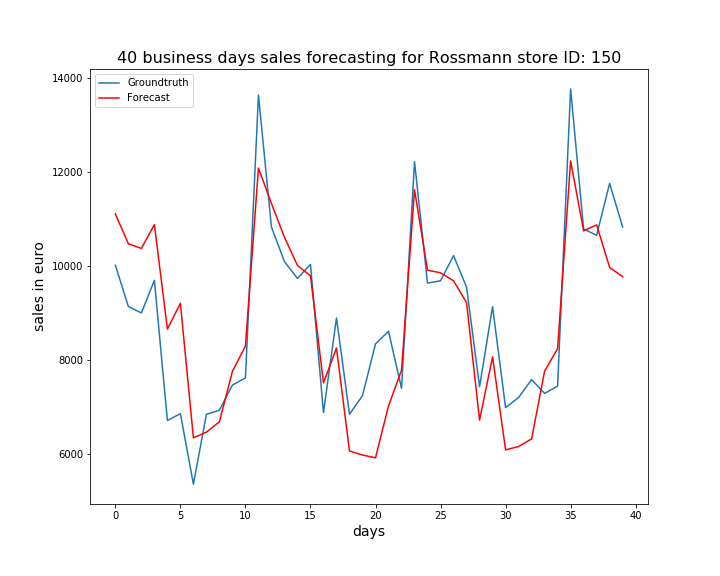 40 business days sales forecasting for Rossmann store ID: 150
Groundtruth
Forecast
14000
12000
10000
8000
6000
sales in euro
0 5 10 15 20 25 30 35 40
days